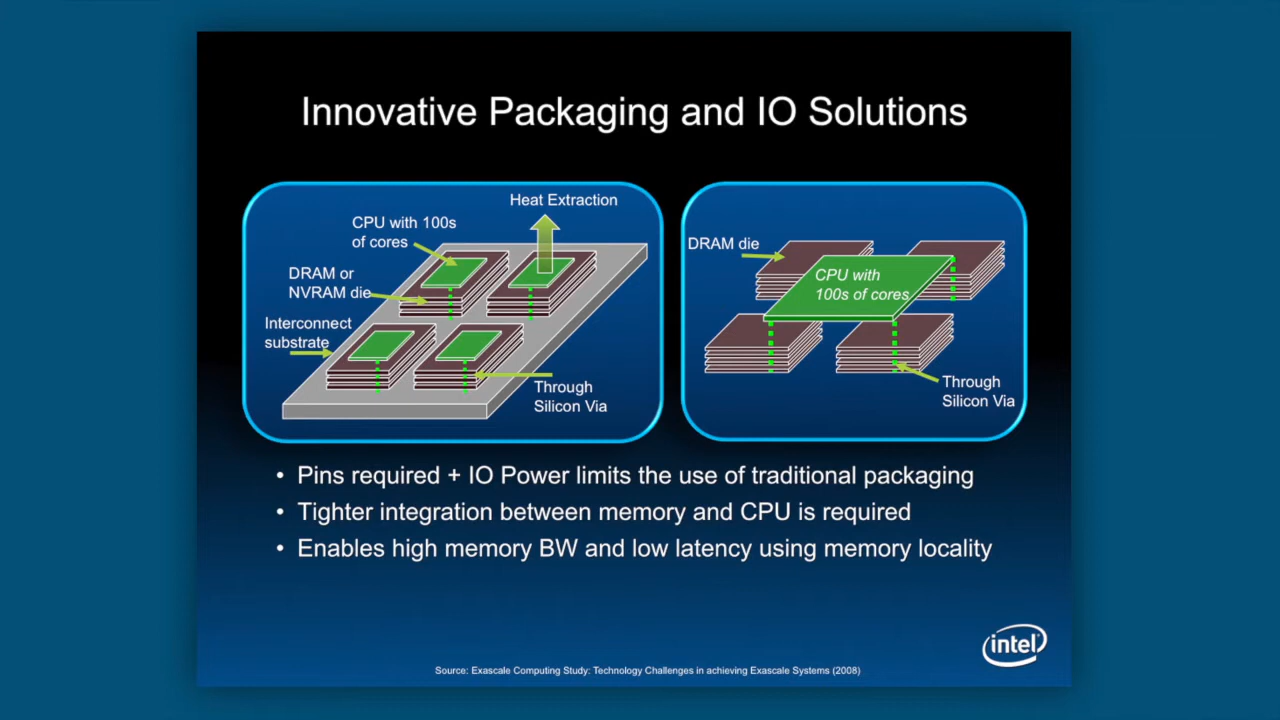 Innovative Packaging and IO Solutions
Heat Extraction
CPU with 100s
of cores
DRAM or
NVRAM die
Interconnect
substrate
Through
Silicon Via
DRAM die
CPU with
100s of cores
Through
Silicon Via
• Pins required + IO Power limits the use of traditional packaging
• Tighter integration between memory and CPU is required
• Enables high memory BW and low latency using memory locality
intel
Source: Exascale Computing Study: Technology Challenges in achieving Exascale Systems (2008)